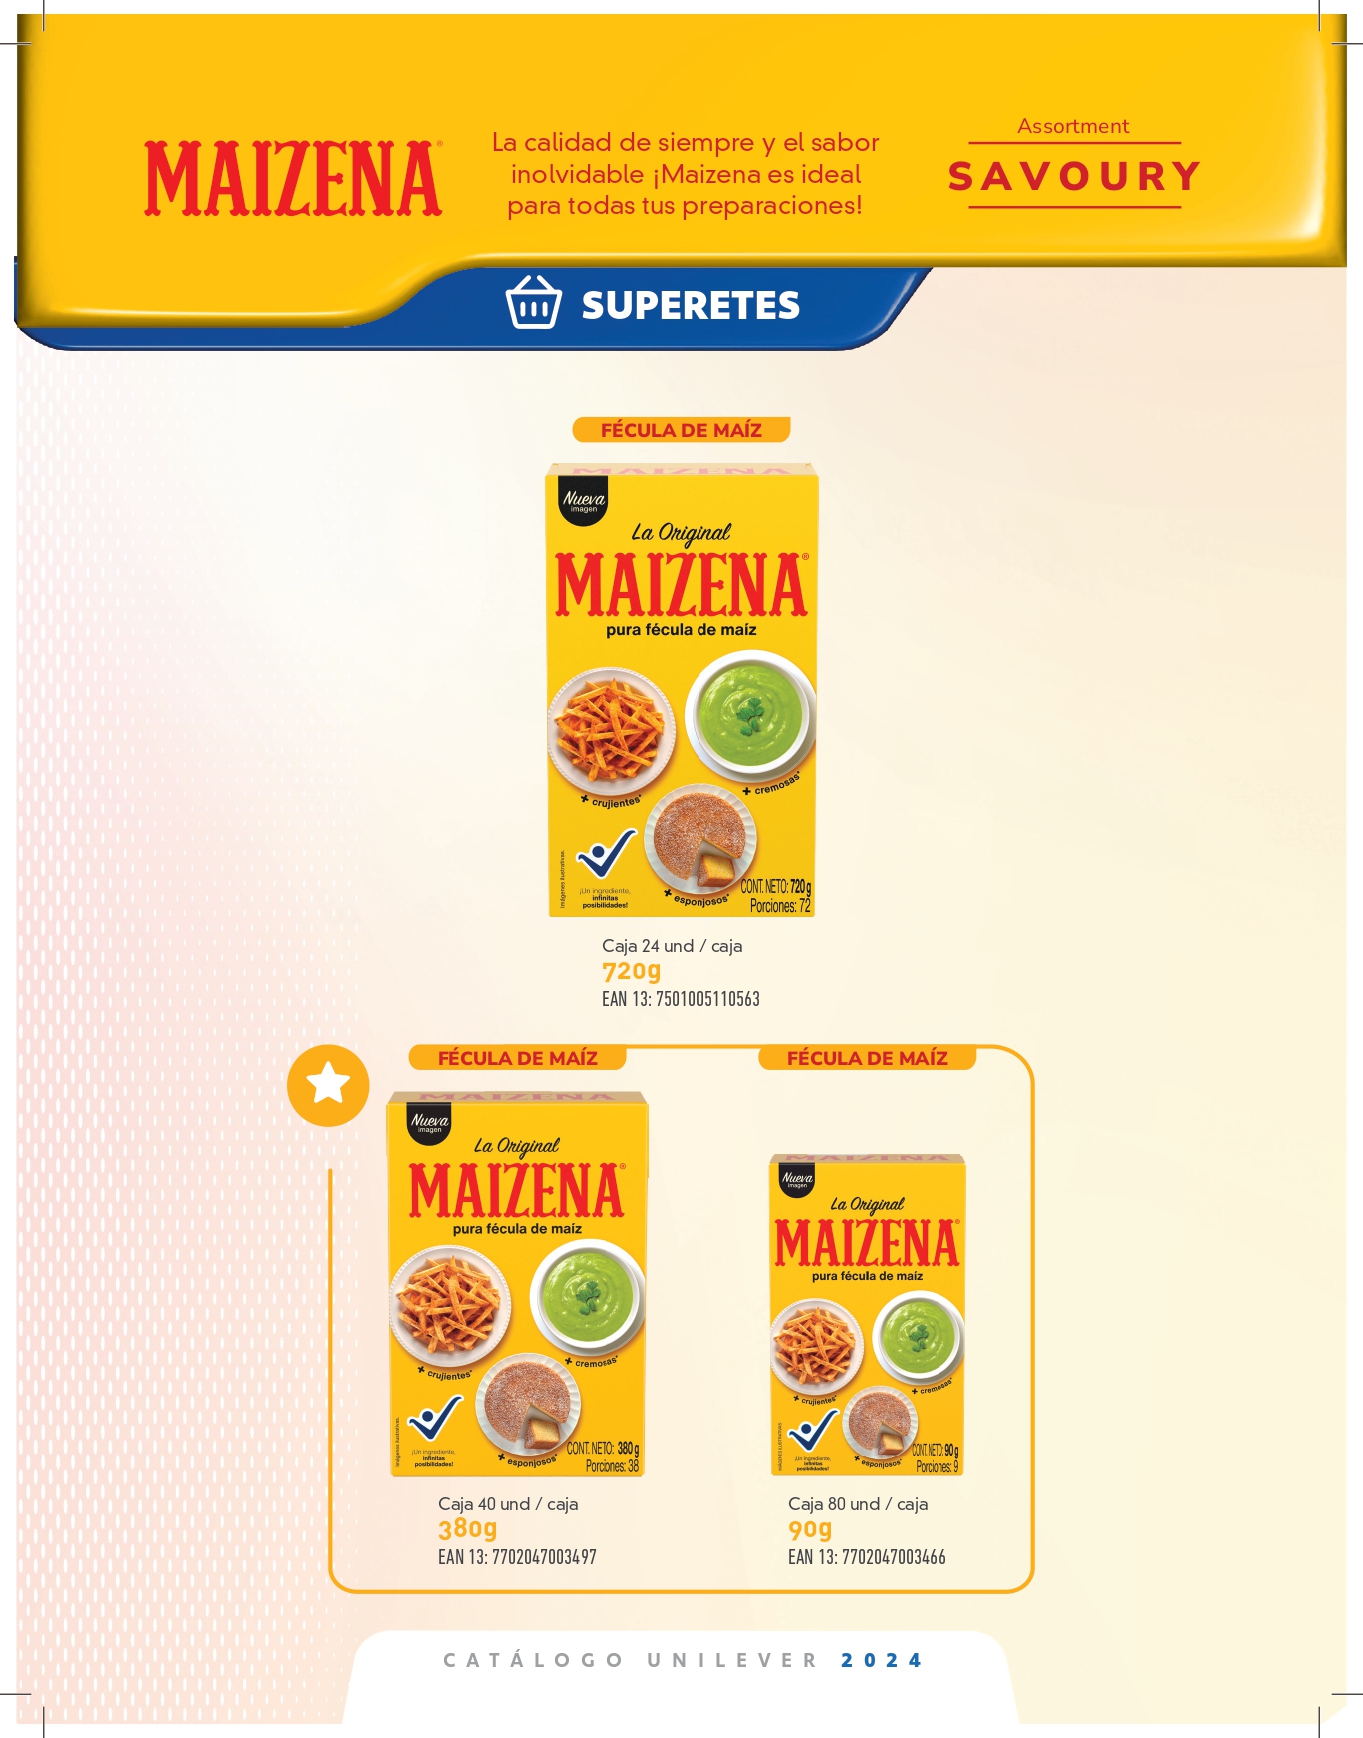 MAIZENA®
La calidad de siempre y el sabor
inolvidable ¡Maizena es ideal
para todas tus preparaciones!
Assortment
SAVOURY
SUPERETES
FÉCULA DE MAÍZ
MAIZENA
Nueva
imagen
La Original
MAIZENA®
pura fécula de maíz
+ crujientes*
+ cremosas*
+ esponjosos*
Imágenes ilustrativas.
¡Un ingrediente,
infinitas
posibilidades!
CONT. NETO: 720 g
Porciones: 72
Caja 24 und / caja
720g
EAN 13: 7501005110563
FÉCULA DE MAÍZ
MAIZENA
Nueva
imagen
La Original
MAIZENA®
pura fécula de maíz
+ crujientes*
+ cremosas*
+ esponjosos*
Imágenes ilustrativas.
¡Un ingrediente,
infinitas
posibilidades!
CONT. NETO: 380 g
Porciones: 38
Caja 40 und / caja
380g
EAN 13: 7702047003497
FÉCULA DE MAÍZ
MAIZENA
Nueva
imagen
La Original
MAIZENA®
pura fécula de maíz
+ crujientes*
+ cremosas*
+ esponjosos*
IMÁGENES ILUSTRATIVAS
¡Un ingrediente,
infinitas
posibilidades!
CONT. NETO: 90 g
Porciones: 9
Caja 80 und / caja
90g
EAN 13: 7702047003466
CATÁLOGO UNILEVER 2024